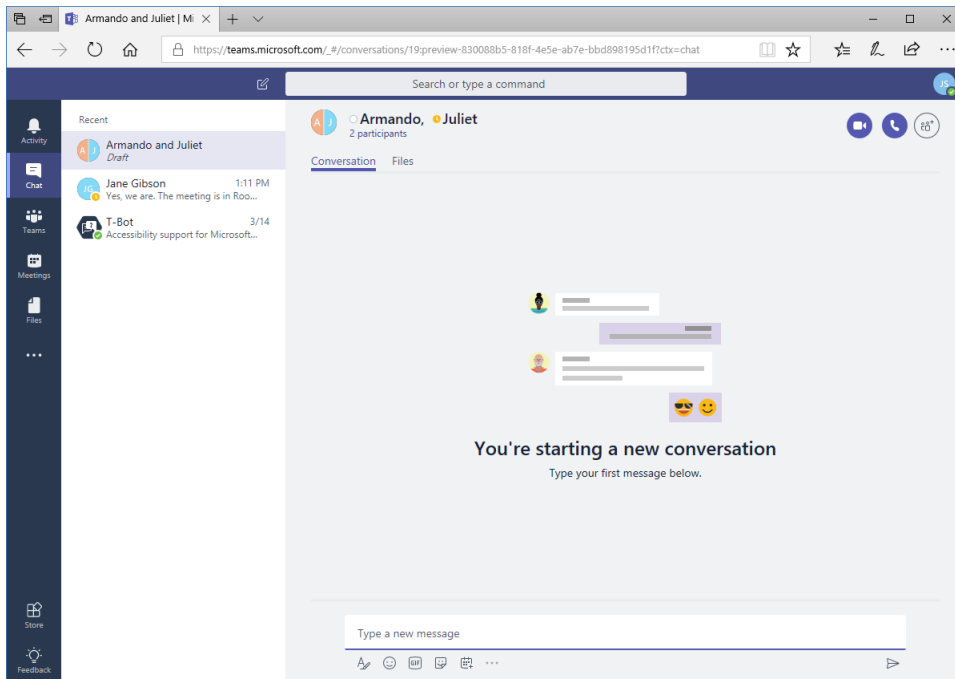 Armando and Juliet | Mi
https://teams.microsoft.com/_#/conversations/19:preview-830088b5-818f-4e5e-ab7e-bbd898195d1f?ctx=chat
Search or type a command
JS
Activity
Chat
Teams
Meetings
Files
Store
Feedback
Recent
A J
Armando and Juliet
Draft
JG
Jane Gibson 1:11 PM
Yes, we are. The meeting is in Roo...
T-Bot 3/14
Accessibility support for Microsoft...
A J
Armando, Juliet
2 participants
Conversation Files
You're starting a new conversation
Type your first message below.
Type a new message
GIF